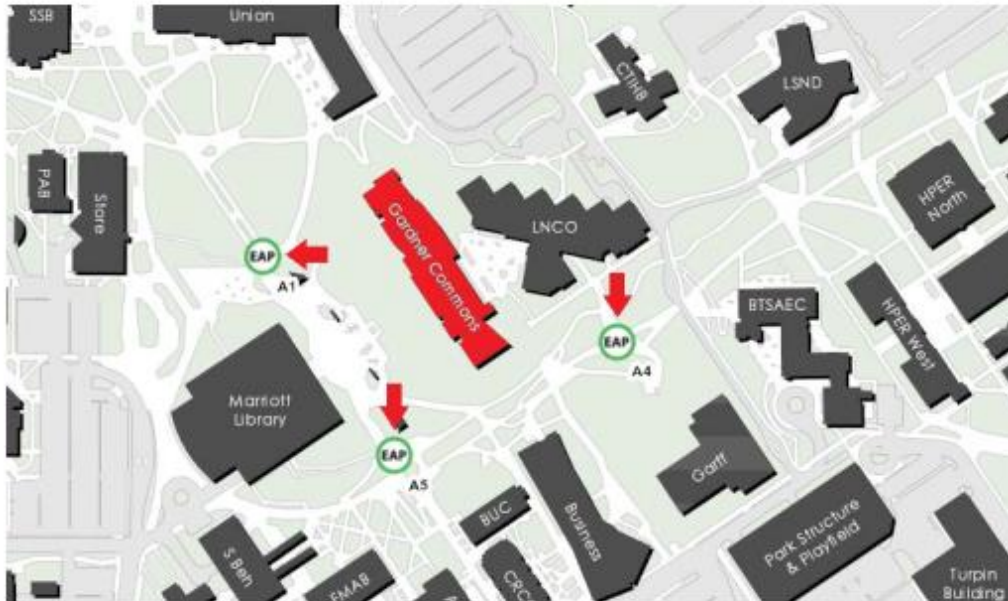 SSB
Union
CTIHB
LSND
PAB
Store
Gardner Commons
LNCO
HPER
North
EAP
A1
EAP
A4
BTSAEC
HPER West
Marriott
Library
EAP
A5
Garff
BUC
Business
Park Structure
& Playfield
S Beh
FMAB
CRC
Turpin
Building